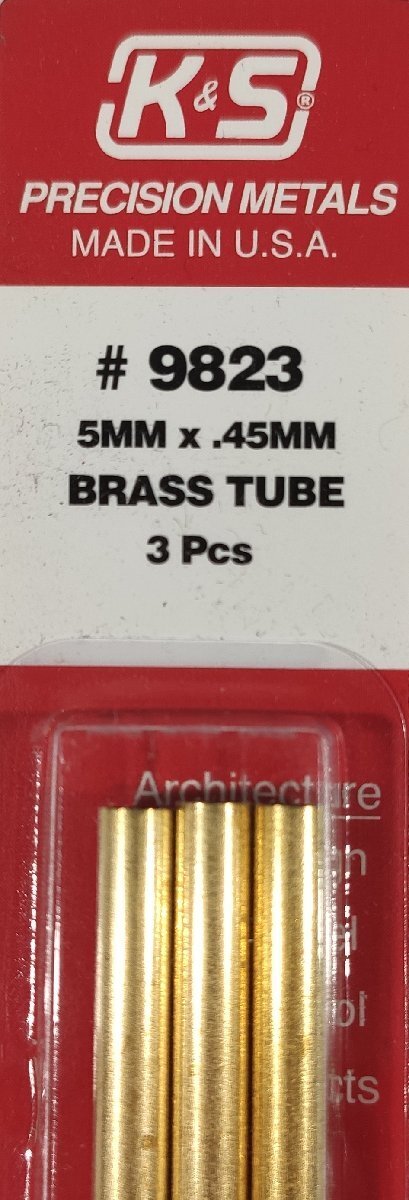 K&S®
PRECISION METALS
MADE IN U.S.A.
# 9823
5MM x .45MM
BRASS TUBE
3 Pcs
Architecture